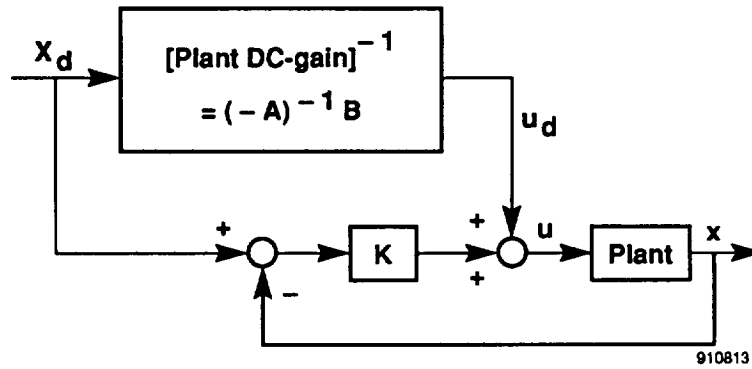 X_d
[Plant DC-gain]^{-1}
= (-A)^{-1} B
u_d
+
-
K
+
+
u
Plant
x
910813